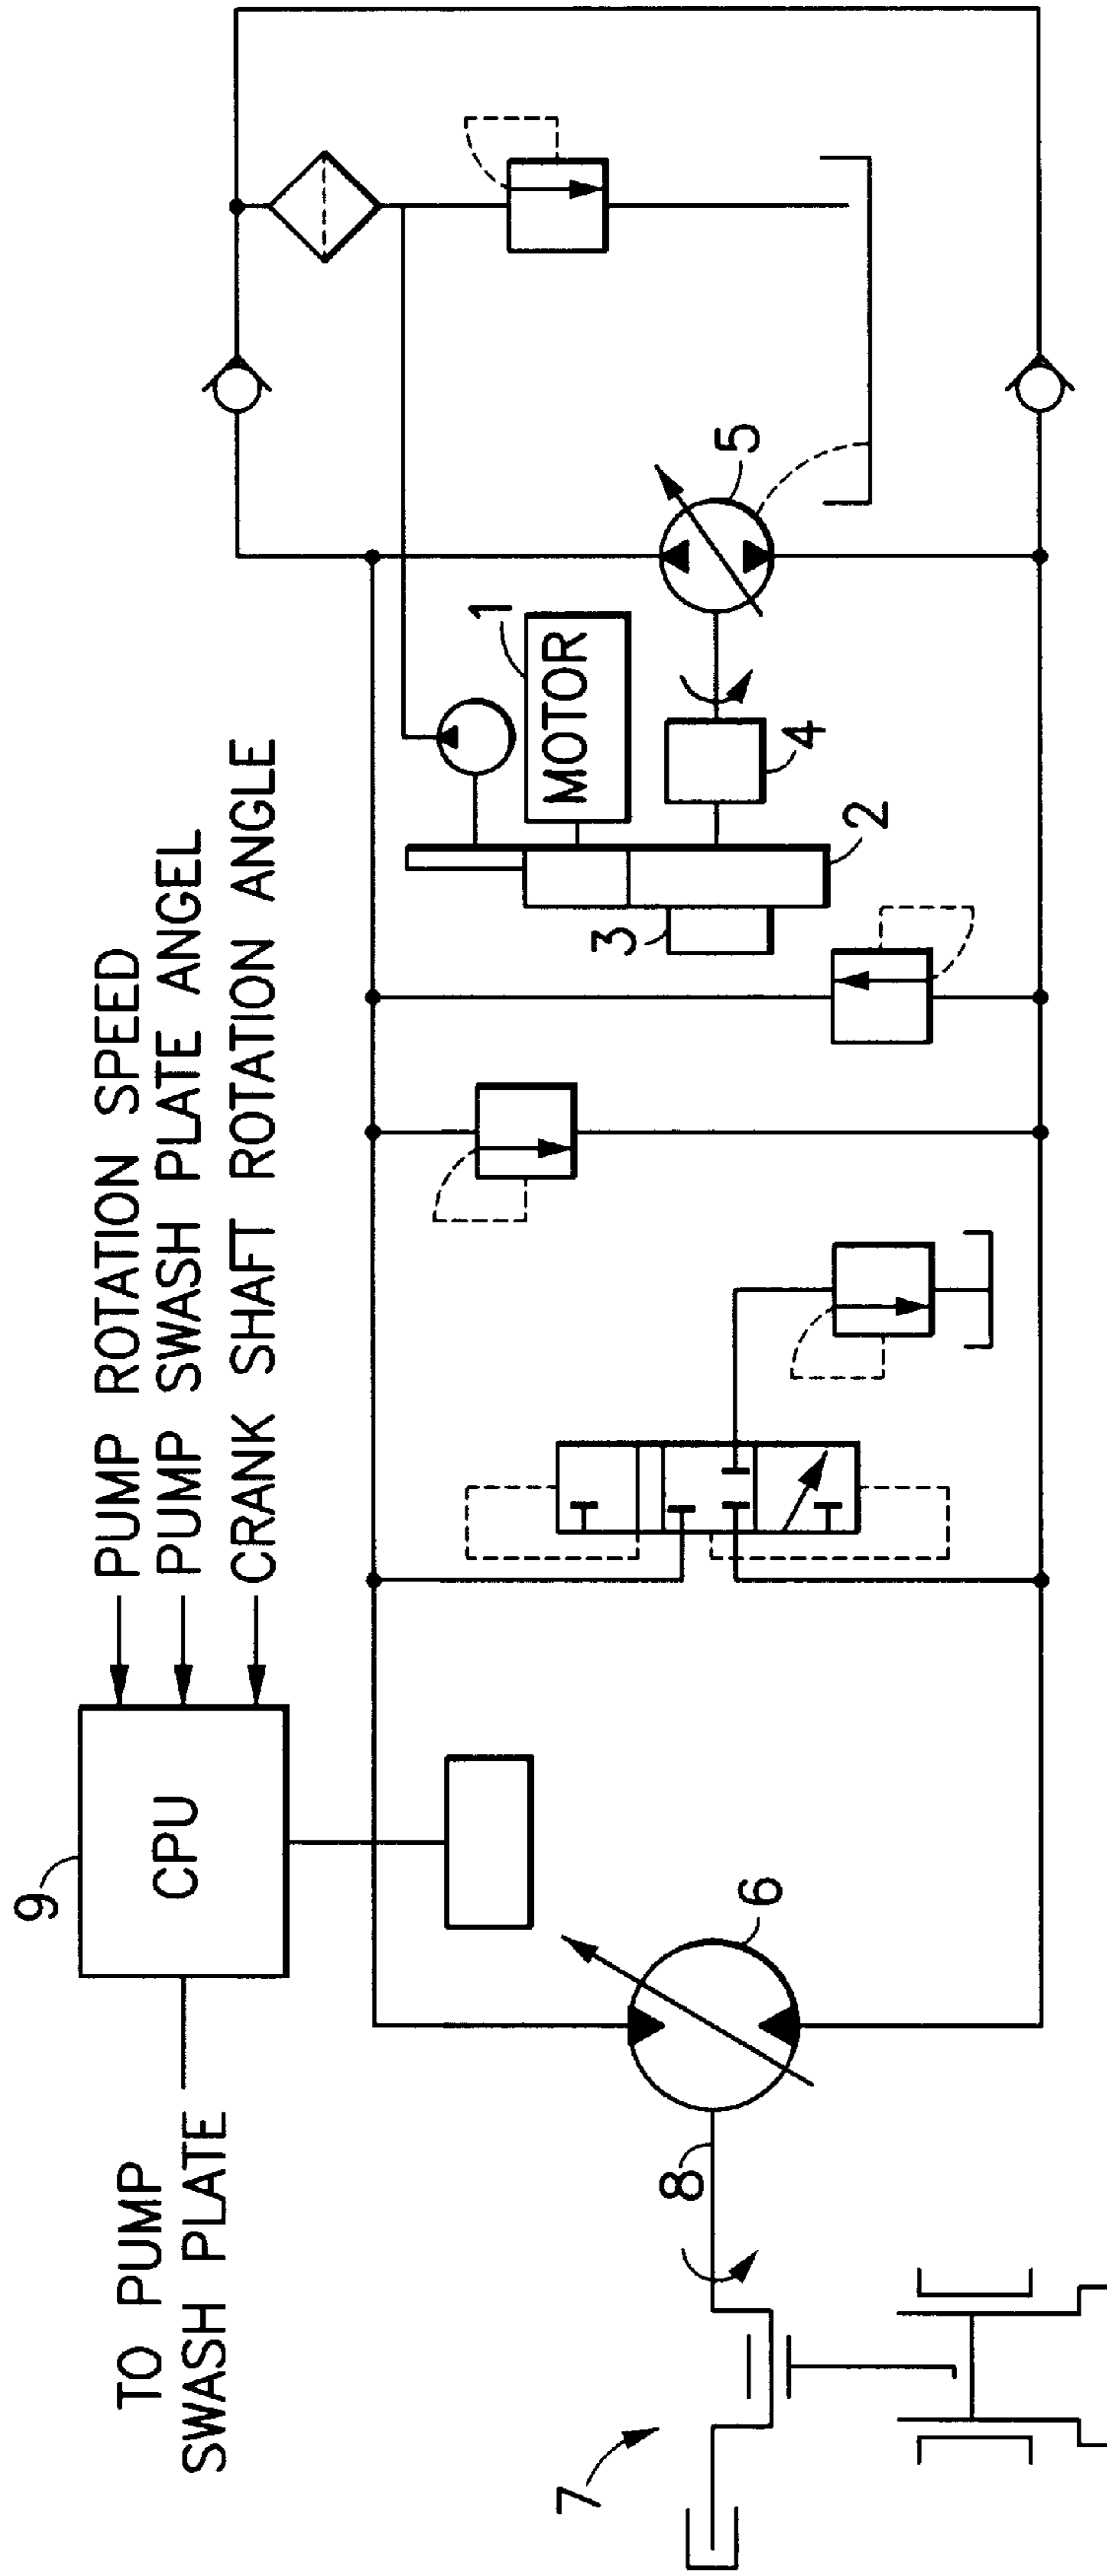 9
CPU
PUMP ROTATION SPEED
PUMP SWASH PLATE ANGEL
CRANK SHAFT ROTATION ANGLE
TO PUMP
SWASH PLATE
7
8
6
3
2
4
1
MOTOR
5